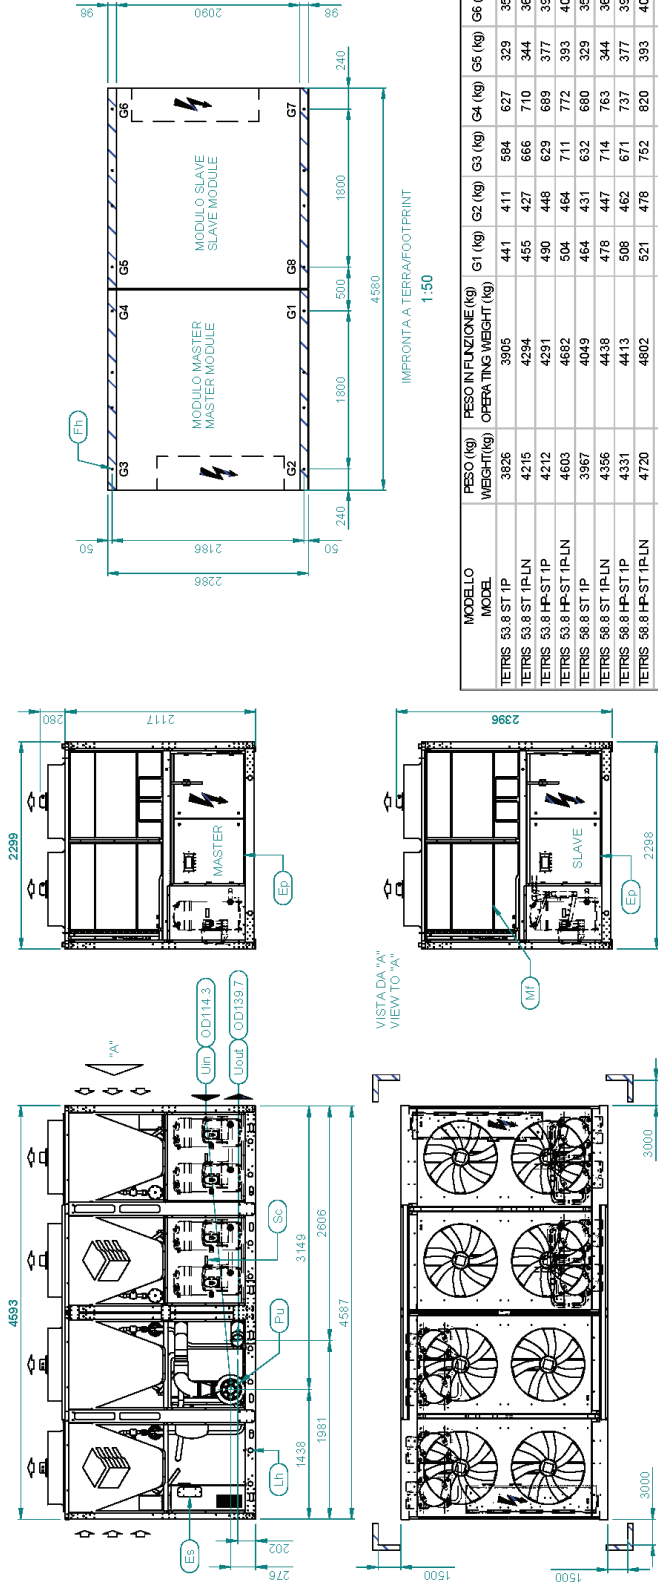 98
2090
98
240
G6
G7
MODULO SLAVE
SLAVE MODULE
1800
G5
G8
500
4580
G4
G1
MODULO MASTER
MASTER MODULE
1800
Fh
G3
G2
240
50
2186
50
2286
IMPRONTA A TERRA/FOOTPRINT
1:50
MODELLO
MODEL
PESO (kg)
WEIGHT(kg)
PESO IN FUNZIONE (kg)
OPERATING WEIGHT (kg)
G1 (kg) G2 (kg) G3 (kg) G4 (kg) G5 (kg) G6
TETRIS 53.8 ST 1P 3826 3905 441 411 584 627 329
TETRIS 53.8 ST 1P-LN 4215 4294 455 427 666 710 344
TETRIS 53.8 HP-ST 1P 4212 4291 490 448 629 689 377
TETRIS 53.8 HP-ST 1P-LN 4603 4682 504 464 711 772 393
TETRIS 58.8 ST 1P 3967 4049 464 431 632 680 329
TETRIS 58.8 ST 1P-LN 4356 4438 478 447 714 763 344
TETRIS 58.8 HP-ST 1P 4331 4413 508 462 671 737 377
TETRIS 58.8 HP-ST 1P-LN 4720 4802 521 478 752 820 393
2299
280
2117
MASTER
Ep
2396
SLAVE
2298
Ep
Mf
VISTA DA "A"
VIEW TO "A"
4593
"A"
Uin OD114.3
Uout OD139.7
Sc
Pu
Lh
Es
2606
3149
4587
1981
1438
202
276
3000
3000
1500
1500